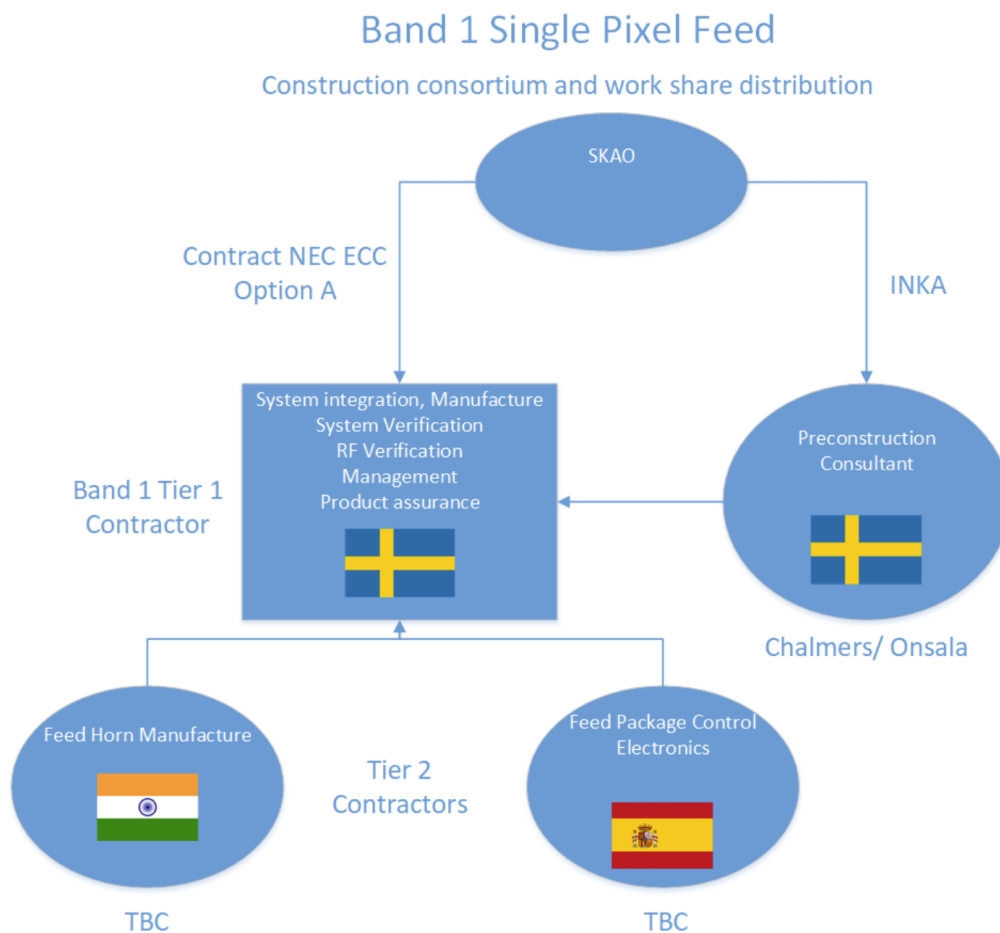 Band 1 Single Pixel Feed
Construction consortium and work share distribution
SKAO
Contract NEC ECC
Option A
INKA
System integration, Manufacture
System Verification
RF Verification
Management
Product assurance
Band 1 Tier 1
Contractor
Preconstruction
Consultant
Chalmers/ Onsala
Feed Horn Manufacture
Tier 2
Contractors
Feed Package Control
Electronics
TBC
TBC